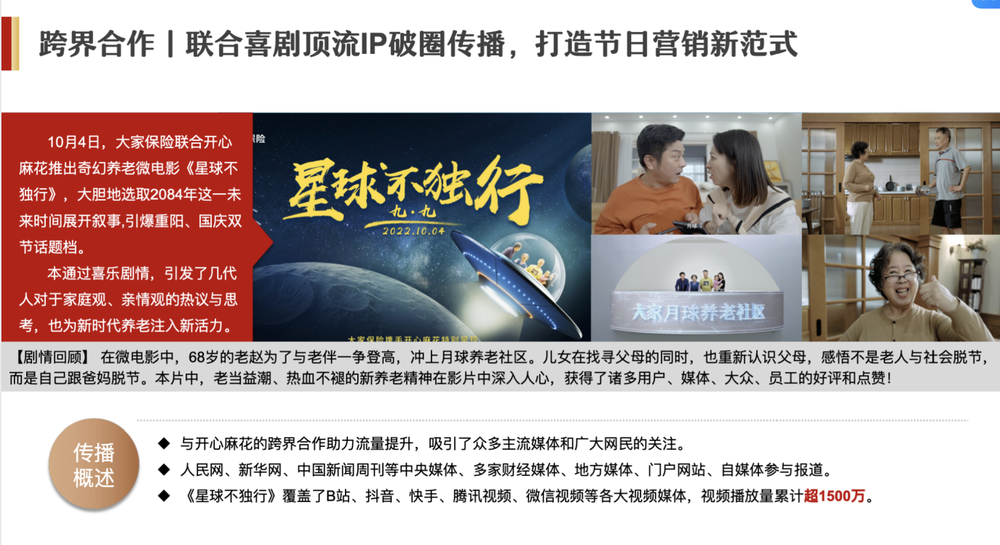 跨界合作丨联合喜剧顶流IP破圈传播，打造节日营销新范式
10月4日，大家保险联合开心
麻花推出奇幻养老微电影《星球不
独行》，大胆地选取2084年这一未
来时间展开叙事,引爆重阳、国庆双
节话题档。
本通过喜乐剧情，引发了几代
人对于家庭观、亲情观的热议与思
考，也为新时代养老注入新活力。
保险
星球不独行
九·九
2022.10.04
大家保险携手开心麻花特别呈现
月球
大家月球养老社区
【剧情回顾】 在微电影中，68岁的老赵为了与老伴一争登高，冲上月球养老社区。儿女在找寻父母的同时，也重新认识父母，感悟不是老人与社会脱节，
而是自己跟爸妈脱节。本片中，老当益潮、热血不褪的新养老精神在影片中深入人心，获得了诸多用户、媒体、大众、员工的好评和点赞！
传播
概述
◆ 与开心麻花的跨界合作助力流量提升，吸引了众多主流媒体和广大网民的关注。
◆ 人民网、新华网、中国新闻周刊等中央媒体、多家财经媒体、地方媒体、门户网站、自媒体参与报道。
◆ 《星球不独行》覆盖了B站、抖音、快手、腾讯视频、微信视频等各大视频媒体，视频播放量累计超1500万。